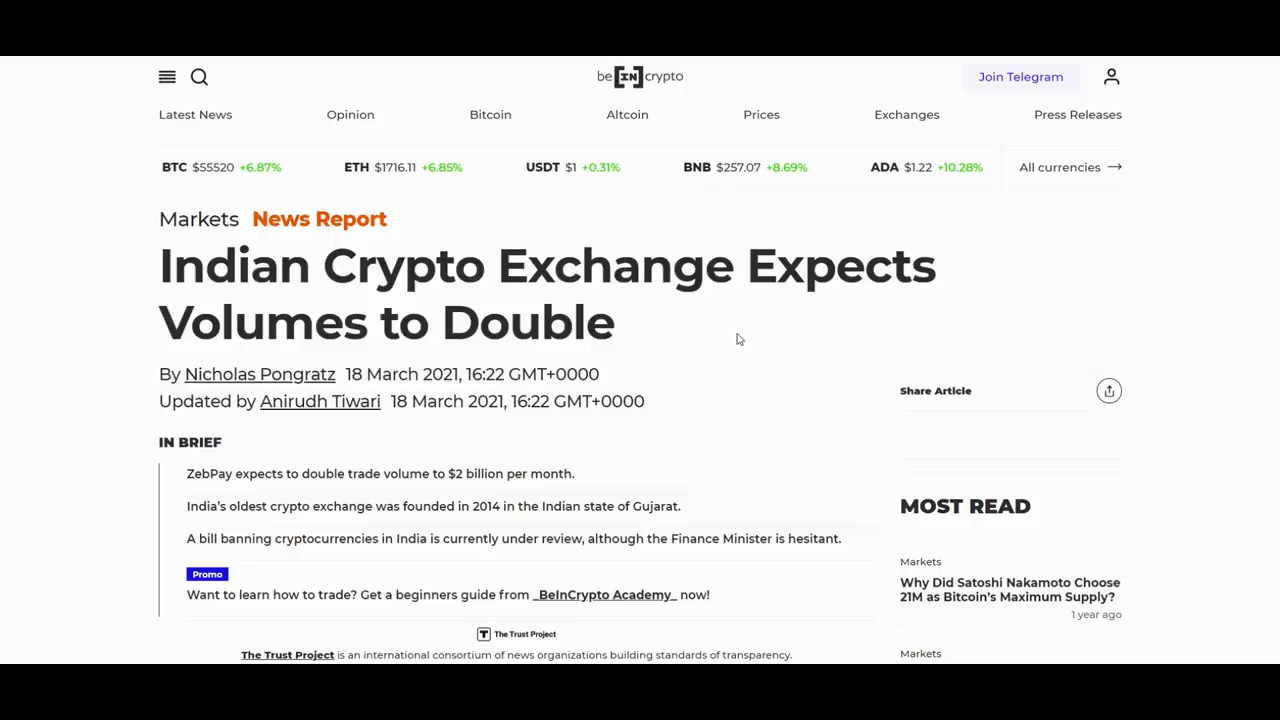 be[IN]crypto
Join Telegram
Latest News
Opinion
Bitcoin
Altcoin
Prices
Exchanges
Press Releases
BTC $55520 +6.87%
ETH $1716.11 +6.85%
USDT $1 +0.31%
BNB $257.07 +8.69%
ADA $1.22 +10.28%
All currencies →
Markets News Report
Indian Crypto Exchange Expects
Volumes to Double
By Nicholas Pongratz 18 March 2021, 16:22 GMT+0000
Updated by Anirudh Tiwari 18 March 2021, 16:22 GMT+0000
IN BRIEF
ZebPay expects to double trade volume to $2 billion per month.
India's oldest crypto exchange was founded in 2014 in the Indian state of Gujarat.
A bill banning cryptocurrencies in India is currently under review, although the Finance Minister is hesitant.
Promo
Want to learn how to trade? Get a beginners guide from _BeInCrypto Academy_ now!
T The Trust Project
The Trust Project is an international consortium of news organizations building standards of transparency.
Share Article
MOST READ
Markets
Why Did Satoshi Nakamoto Choose
21M as Bitcoin's Maximum Supply?
1 year ago
Markets